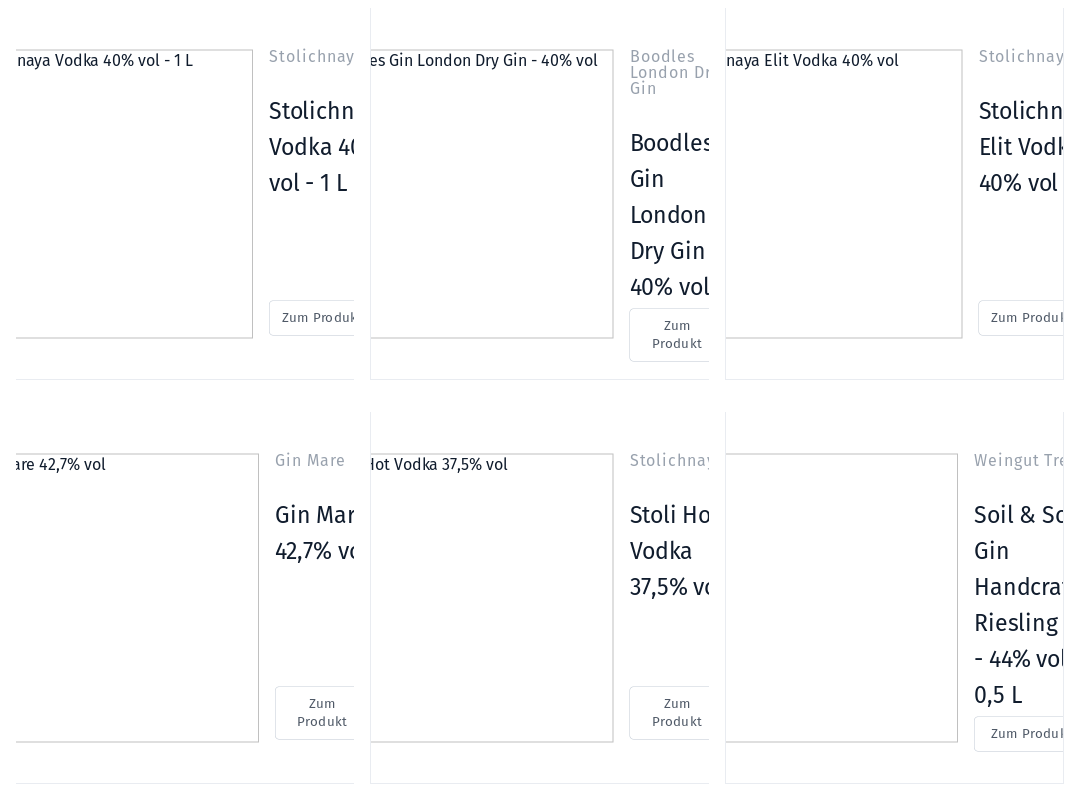 naya Vodka 40% vol - 1 L
Stolichnay
Stolichn
Vodka 40
vol - 1 L
Zum Produk
es Gin London Dry Gin - 40% vol
Boodles
London Dr
Gin
Boodles
Gin
London
Dry Gin
40% vol
Zum
Produkt
naya Elit Vodka 40% vol
Stolichnay
Stolichn
Elit Vodk
40% vol
Zum Produk
are 42,7% vol
Gin Mare
Gin Mar
42,7% vo
Zum
Produkt
Hot Vodka 37,5% vol
Stolichnay
Stoli Ho
Vodka
37,5% vo
Zum
Produkt
Weingut Tre
Soil & So
Gin
Handcraf
Riesling
- 44% vol
0,5 L
Zum Produk